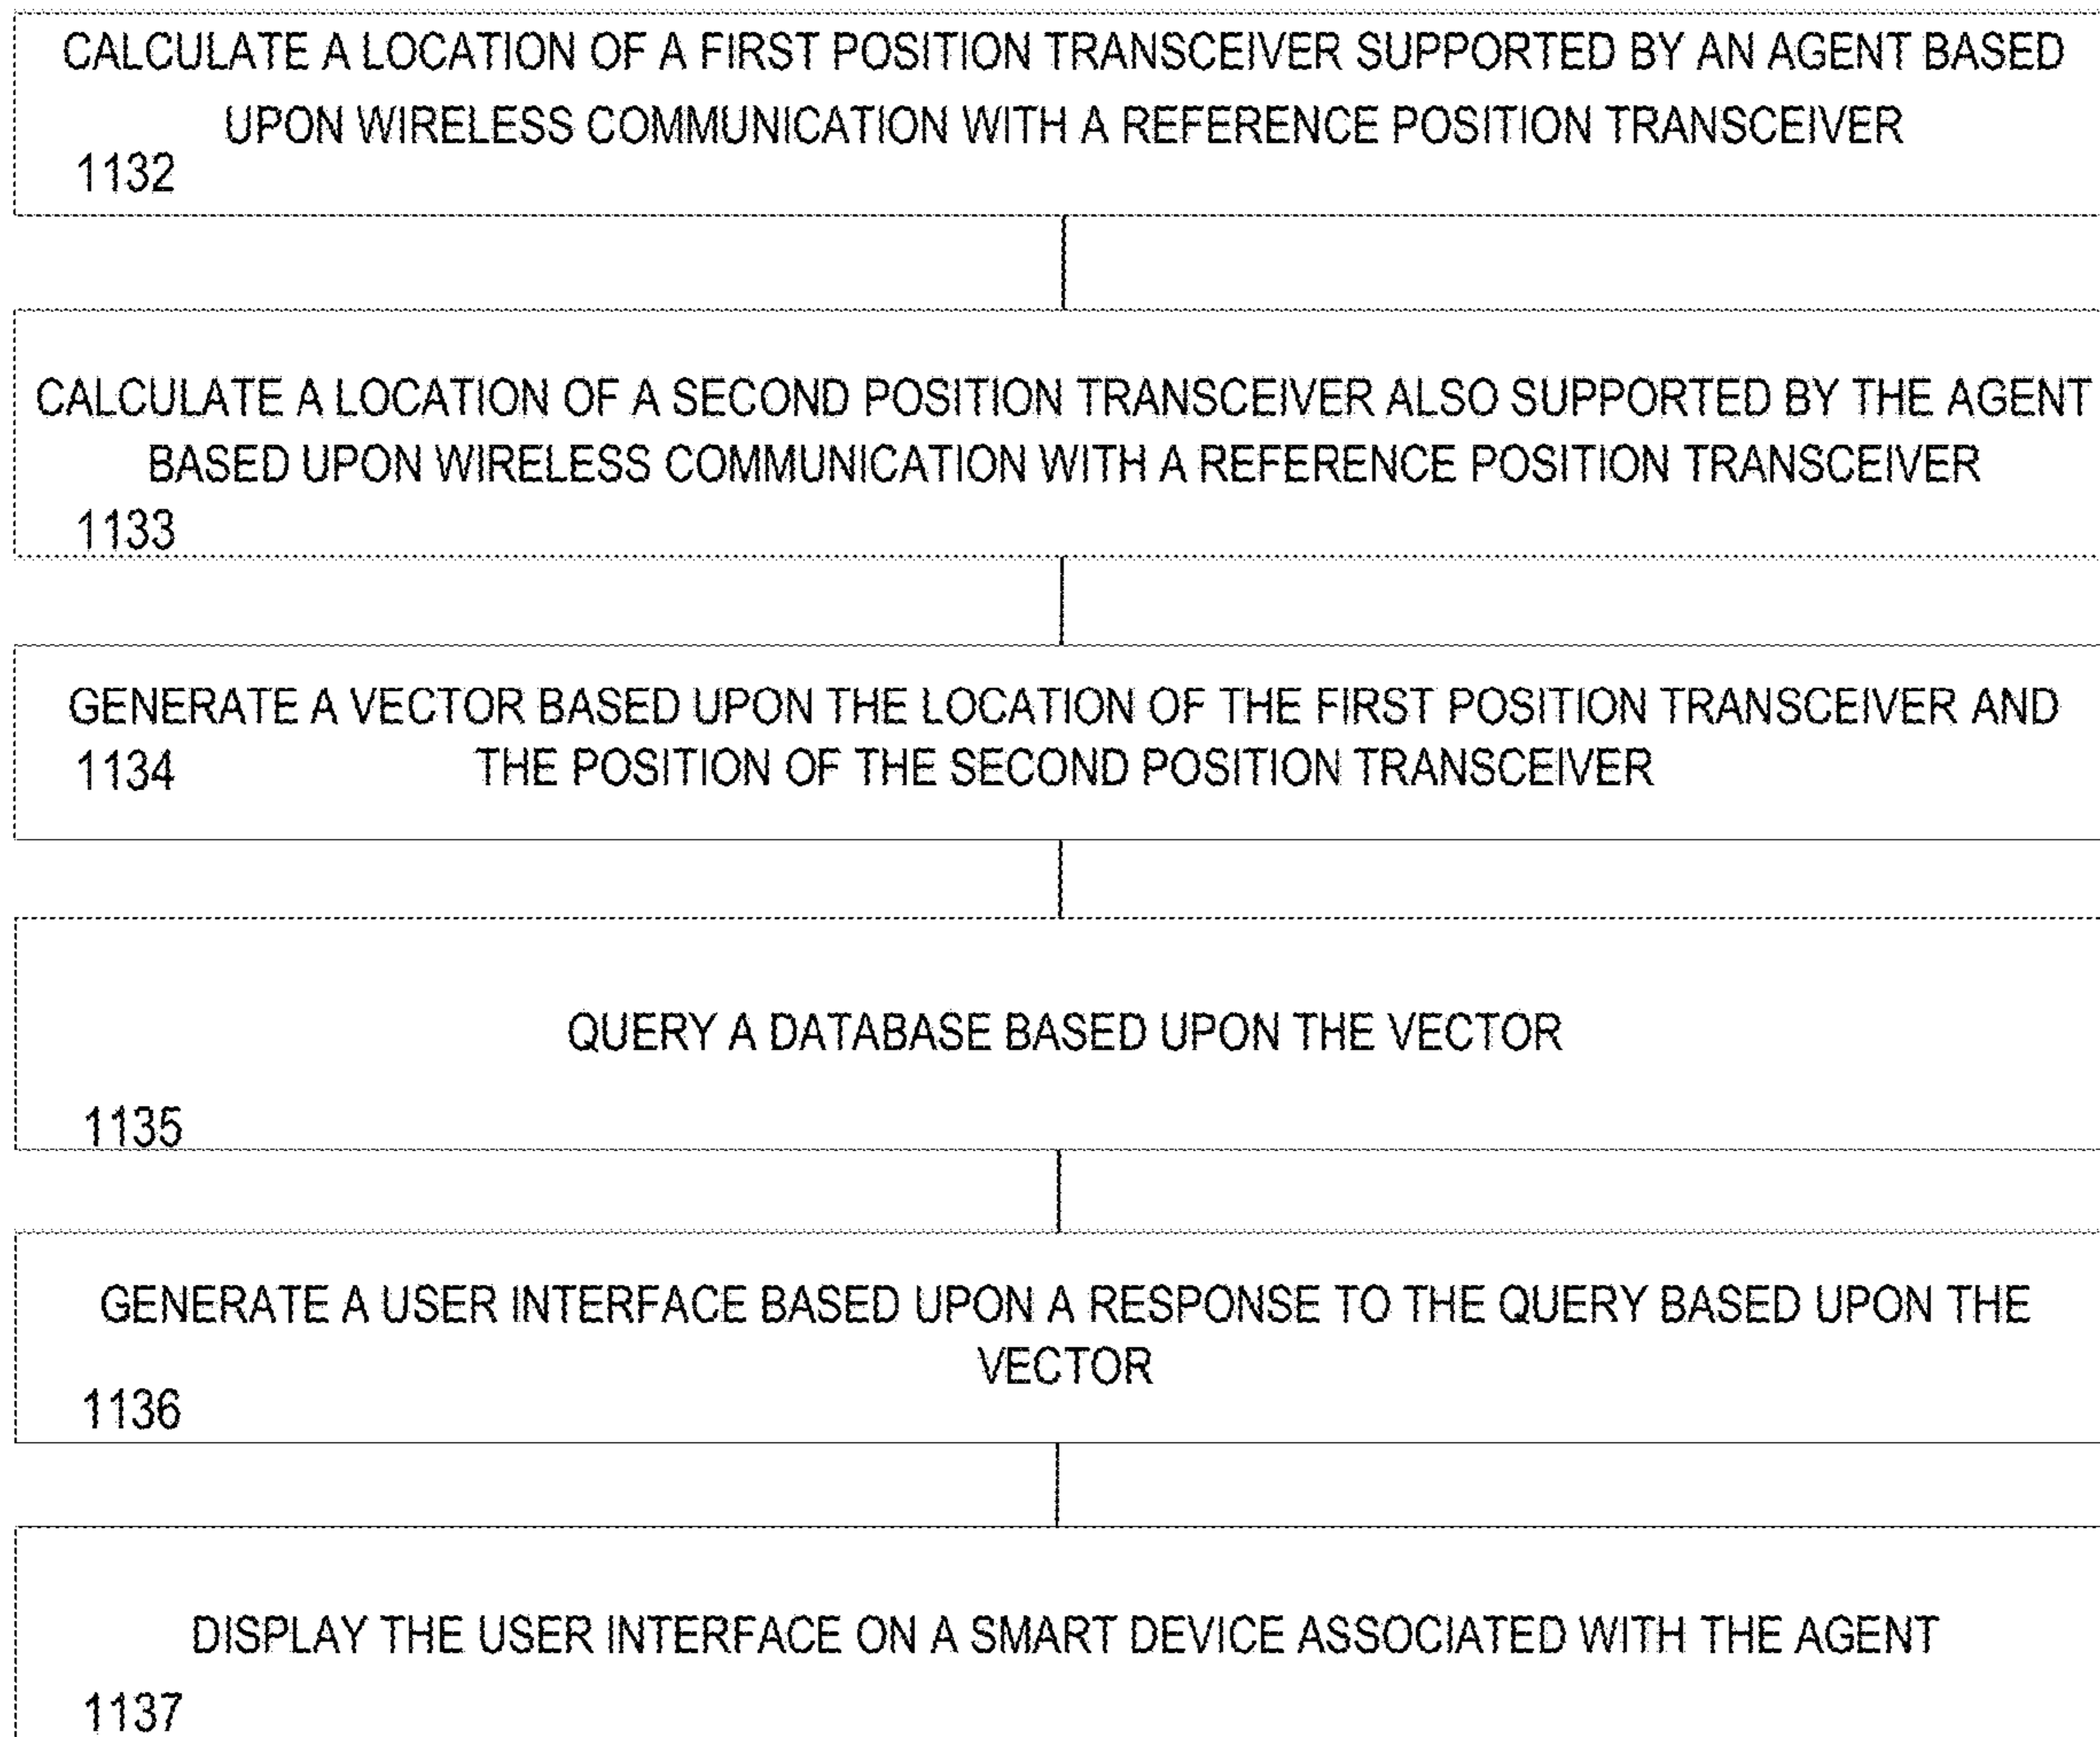 CALCULATE A LOCATION OF A FIRST POSITION TRANSCEIVER SUPPORTED BY AN AGENT BASED
UPON WIRELESS COMMUNICATION WITH A REFERENCE POSITION TRANSCEIVER
1132
CALCULATE A LOCATION OF A SECOND POSITION TRANSCEIVER ALSO SUPPORTED BY THE AGENT
BASED UPON WIRELESS COMMUNICATION WITH A REFERENCE POSITION TRANSCEIVER
1133
GENERATE A VECTOR BASED UPON THE LOCATION OF THE FIRST POSITION TRANSCEIVER AND
1134 THE POSITION OF THE SECOND POSITION TRANSCEIVER
QUERY A DATABASE BASED UPON THE VECTOR
1135
GENERATE A USER INTERFACE BASED UPON A RESPONSE TO THE QUERY BASED UPON THE
VECTOR
1136
DISPLAY THE USER INTERFACE ON A SMART DEVICE ASSOCIATED WITH THE AGENT
1137